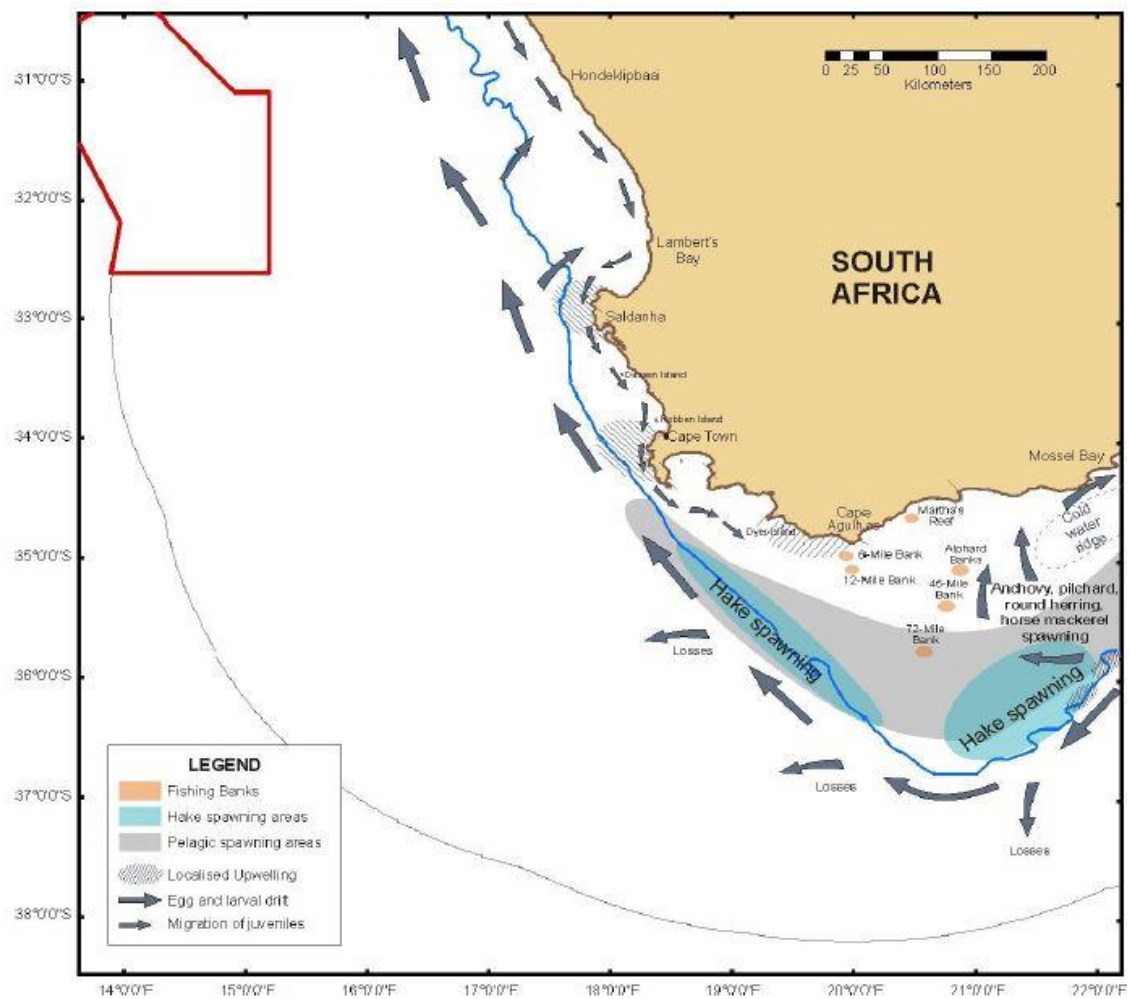 31°0'0"S
32°0'0"S
33°0'0"S
34°0'0"S
35°0'0"S
36°0'0"S
37°0'0"S
38°0'0"S
0 25 50 100 150 200
Kilometers
Hondeklipbaai
Lambert's
Bay
SOUTH
AFRICA
Saldanha
Dassen Island
Robben Island
Cape Town
Mossel Bay
Cape
Agulhas
Martha's
Reef
Cold
water
ridge
Dyer Island
6-Mile Bank
12-Mile Bank
Alphard
Banks
45-Mile
Bank
Anchovy, pilchard,
round herring,
horse mackerel
spawning
72-Mile
Bank
Hake spawning
Hake spawning
Losses
Losses
Losses
LEGEND
Fishing Banks
Hake spawning areas
Pelagic spawning areas
Localised Upwelling
Egg and larval drift
Migration of juveniles
14°0'0"E 15°0'0"E 16°0'0"E 17°0'0"E 18°0'0"E 19°0'0"E 20°0'0"E 21°0'0"E 22°0'0"E